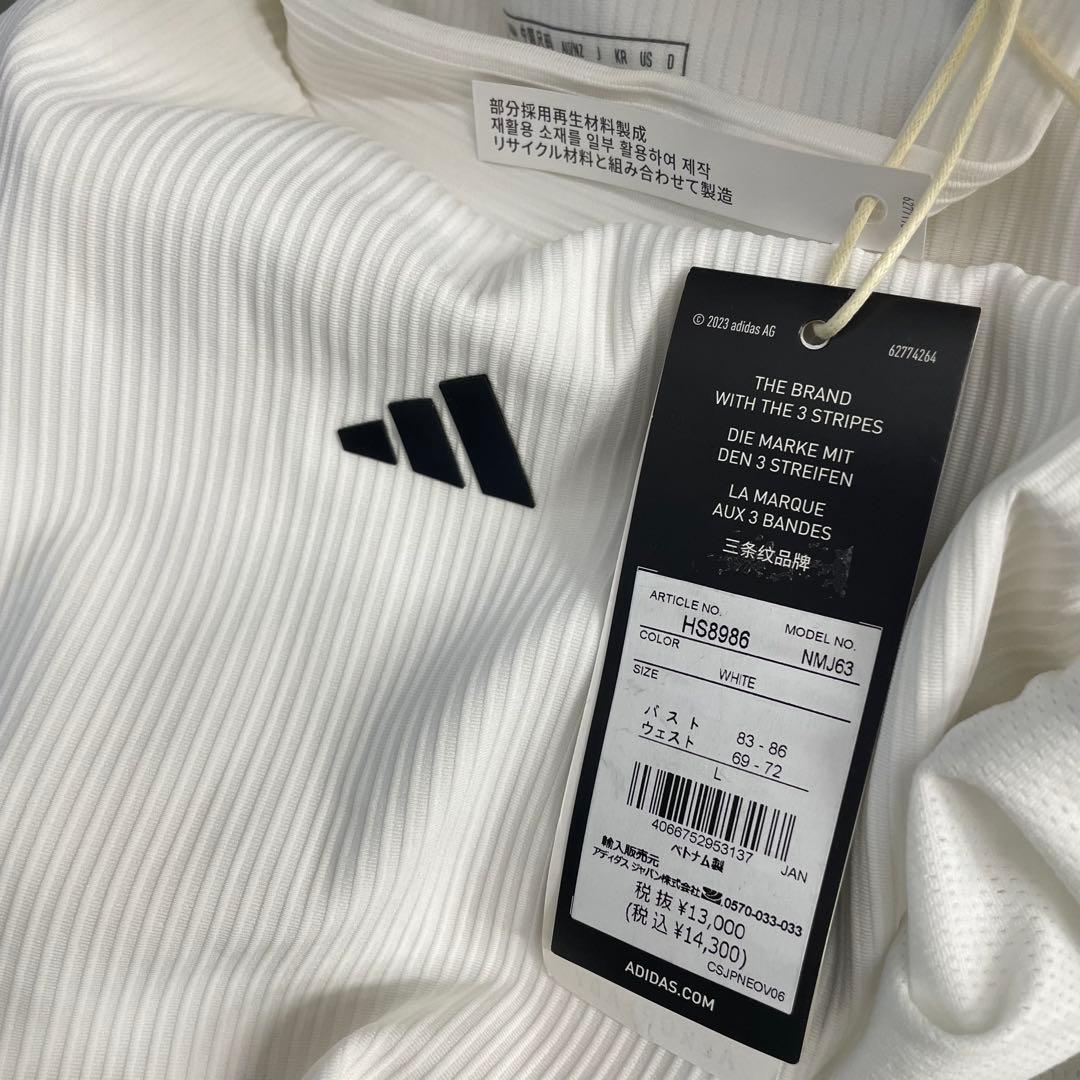 AU/NZ J KR US D
部分採用再生材料製成
재활용 소재를 일부 활용하여 제작
リサイクル材料と組み合わせて製造
© 2023 adidas AG
62774264
THE BRAND
WITH THE 3 STRIPES
DIE MARKE MIT
DEN 3 STREIFEN
LA MARQUE
AUX 3 BANDES
三条纹品牌
ARTICLE NO.
HS8986
MODEL NO.
NMJ63
COLOR
WHITE
SIZE
バスト 83 - 86
ウェスト 69 - 72
L
4066752953137
JAN
ベトナム製
輸入販売元
アディダス ジャパン株式会社 0570-033-033
税抜 ¥13,000
(税込 ¥14,300)
CSJPNEOV06
ADIDAS.COM